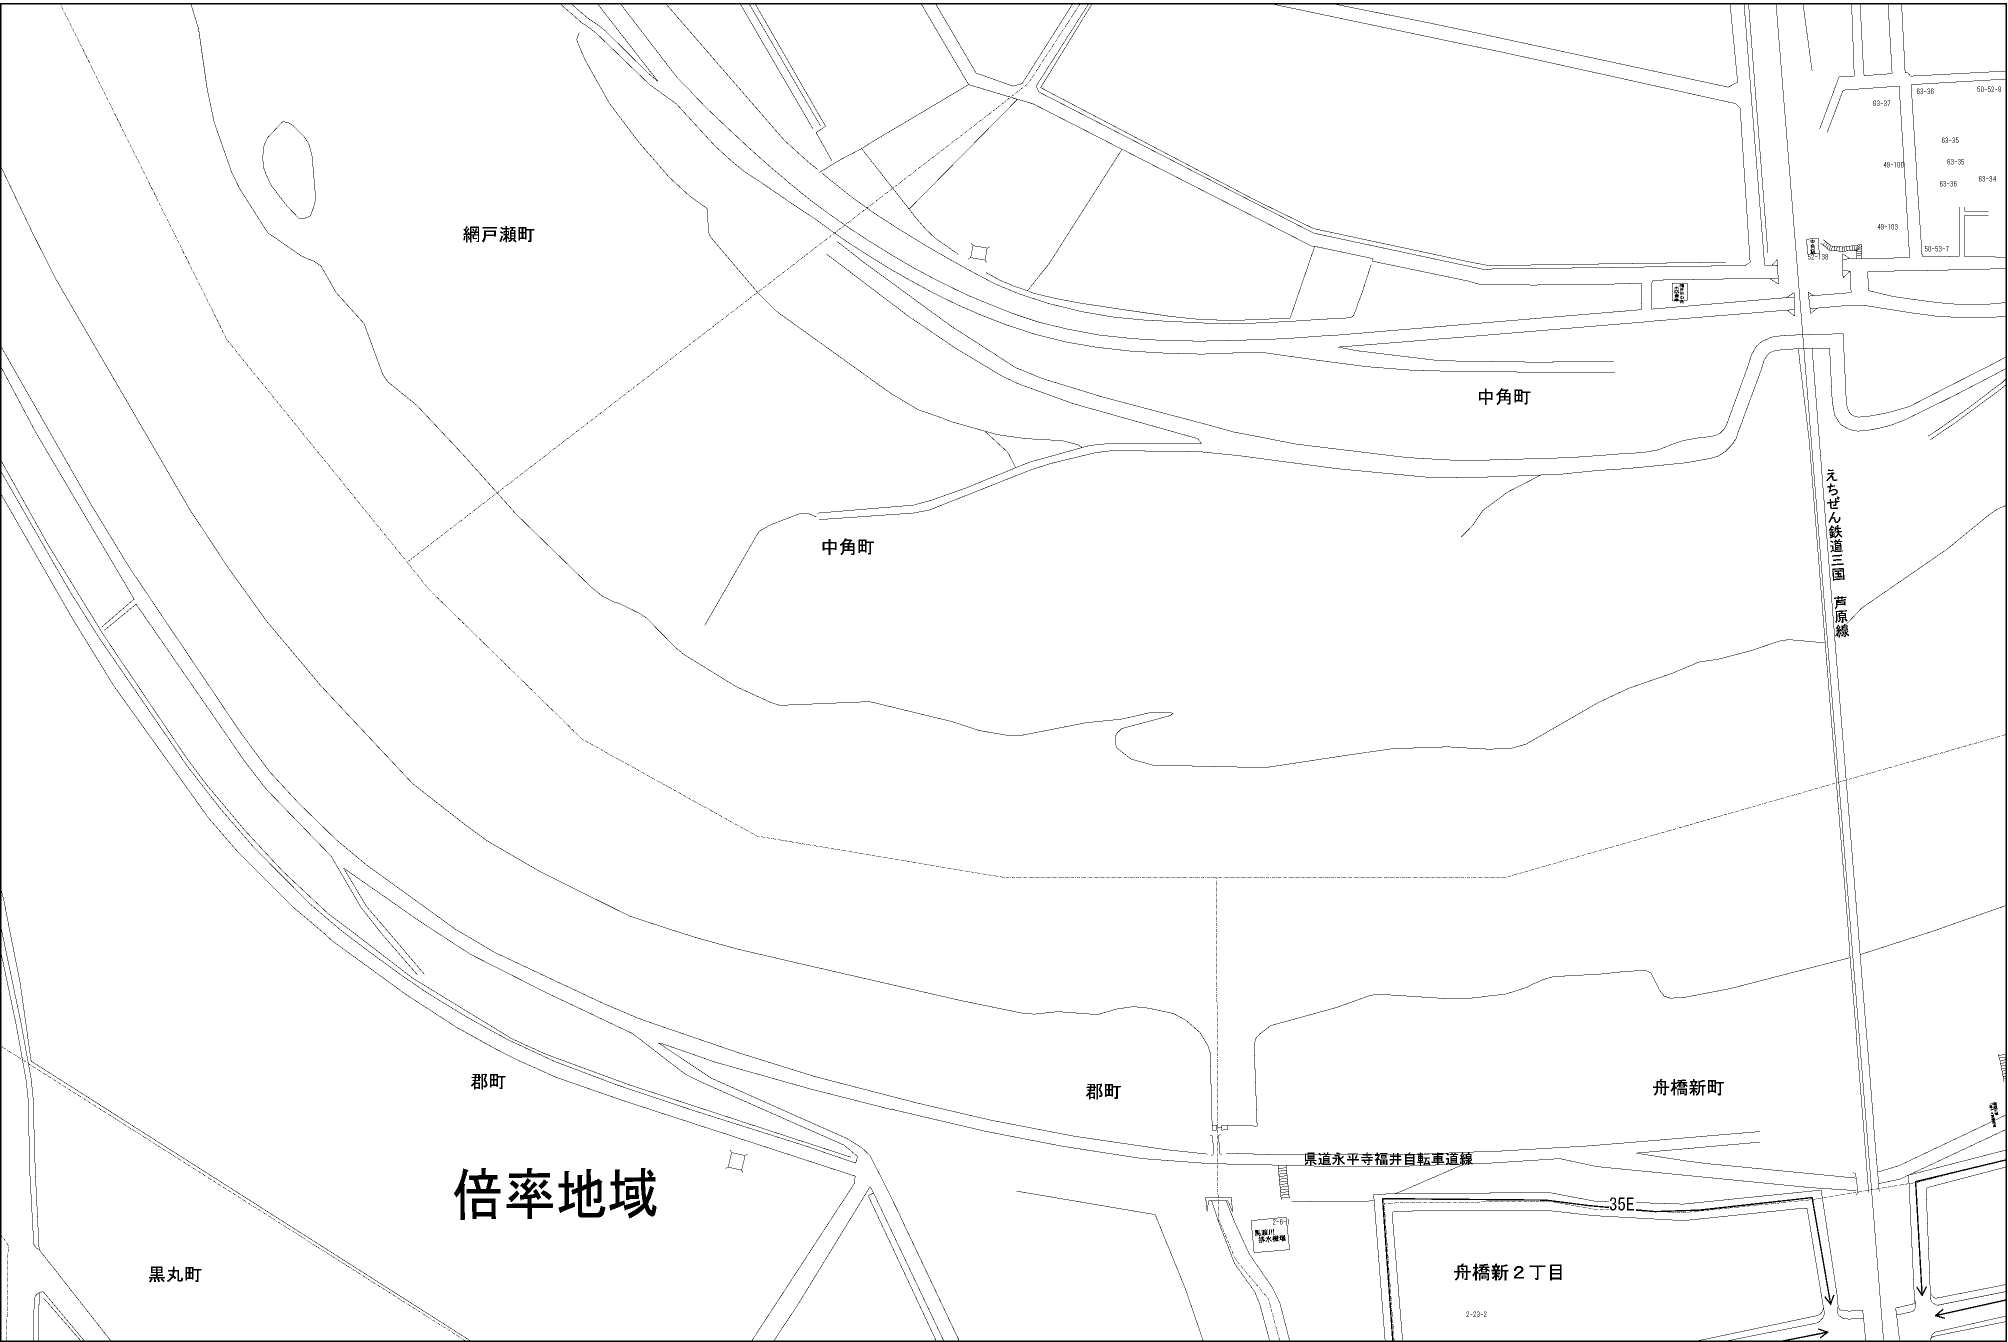 63-37
63-36
50-52-8
63-35
49-100
63-35
63-36
63-34
49-103
50-53-7
52-138
網戸瀬町
中角町
中角町
えちぜん鉄道三国 芦原線
郡町
郡町
舟橋新町
県道永平寺福井自転車道線
倍率地域
35E
黒丸町
舟橋新2丁目
2-23-2